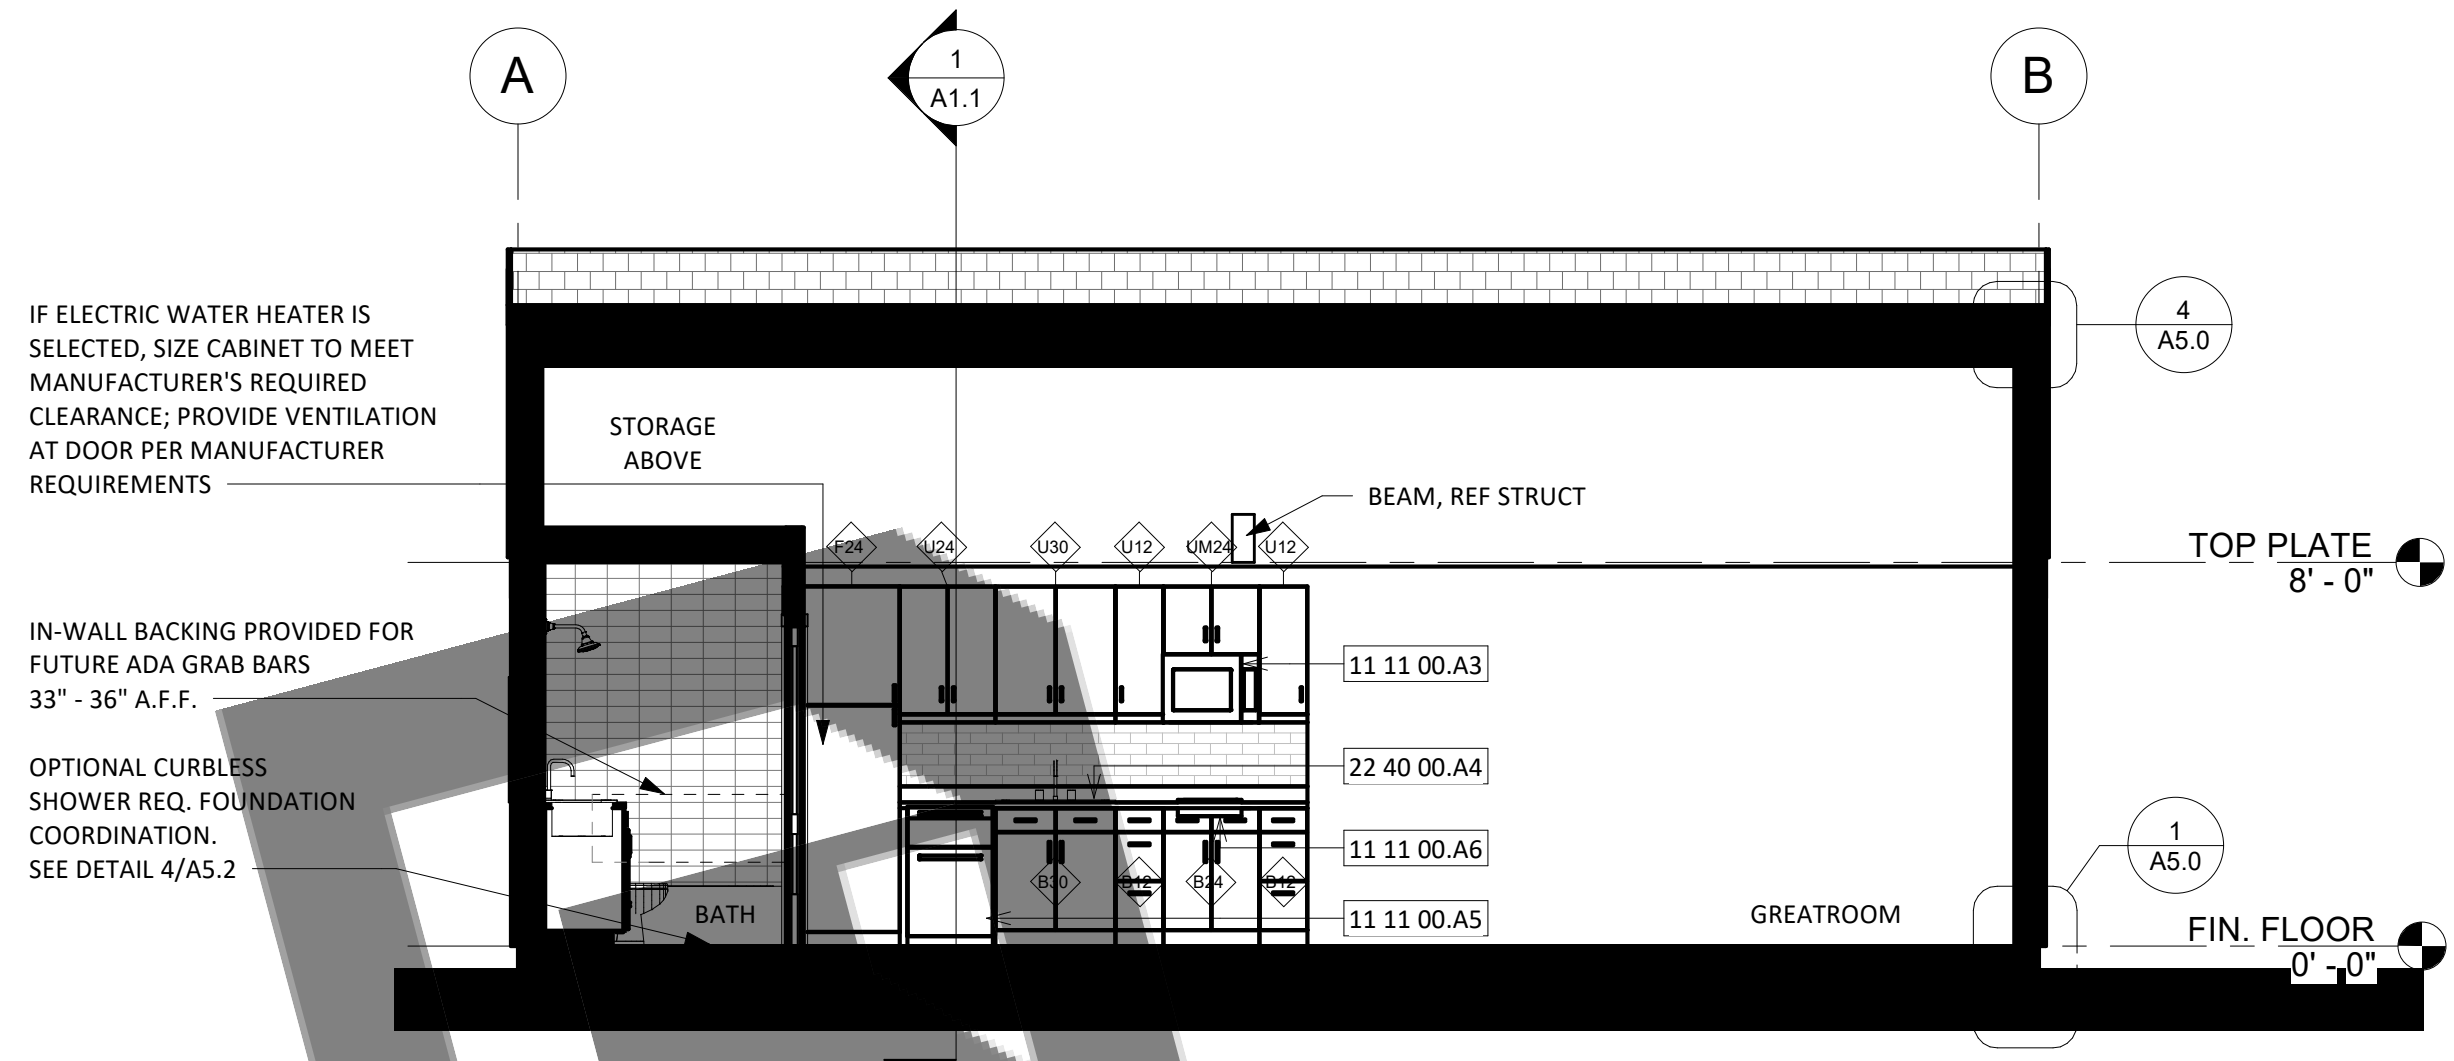 A
1
A1.1
B
4
A5.0
IF ELECTRIC WATER HEATER IS
SELECTED, SIZE CABINET TO MEET
MANUFACTURER'S REQUIRED
CLEARANCE; PROVIDE VENTILATION
AT DOOR PER MANUFACTURER
REQUIREMENTS
STORAGE
ABOVE
BEAM, REF STRUCT
F24
U24
U30
U12
UM24
U12
TOP PLATE
8' - 0"
IN-WALL BACKING PROVIDED FOR
FUTURE ADA GRAB BARS
33" - 36" A.F.F.
11 11 00.A3
OPTIONAL CURBLESS
SHOWER REQ. FOUNDATION
COORDINATION.
SEE DETAIL 4/A5.2
22 40 00.A4
11 11 00.A6
1
A5.0
B30
B12
B24
B12
BATH
11 11 00.A5
GREATROOM
FIN. FLOOR
0' - 0"